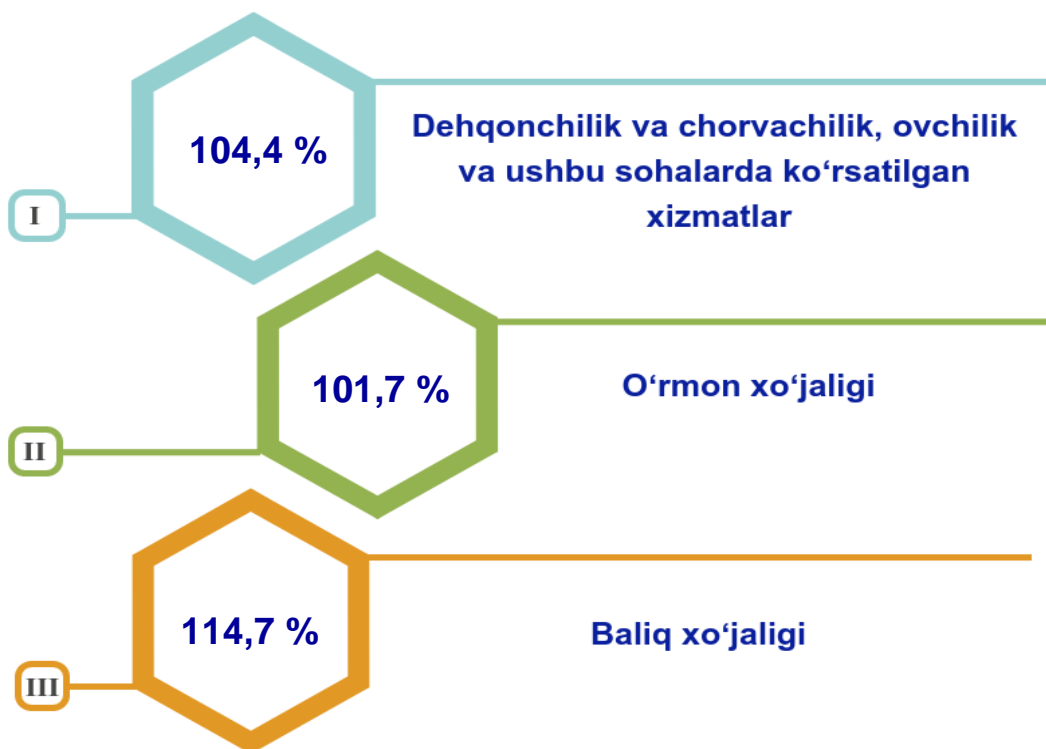 104,4 %
Dehqonchilik va chorvachilik, ovchilik
va ushbu sohalarda ko‘rsatilgan
xizmatlar
I
101,7 %
O‘rmon xo‘jaligi
II
114,7 %
Baliq xo‘jaligi
III